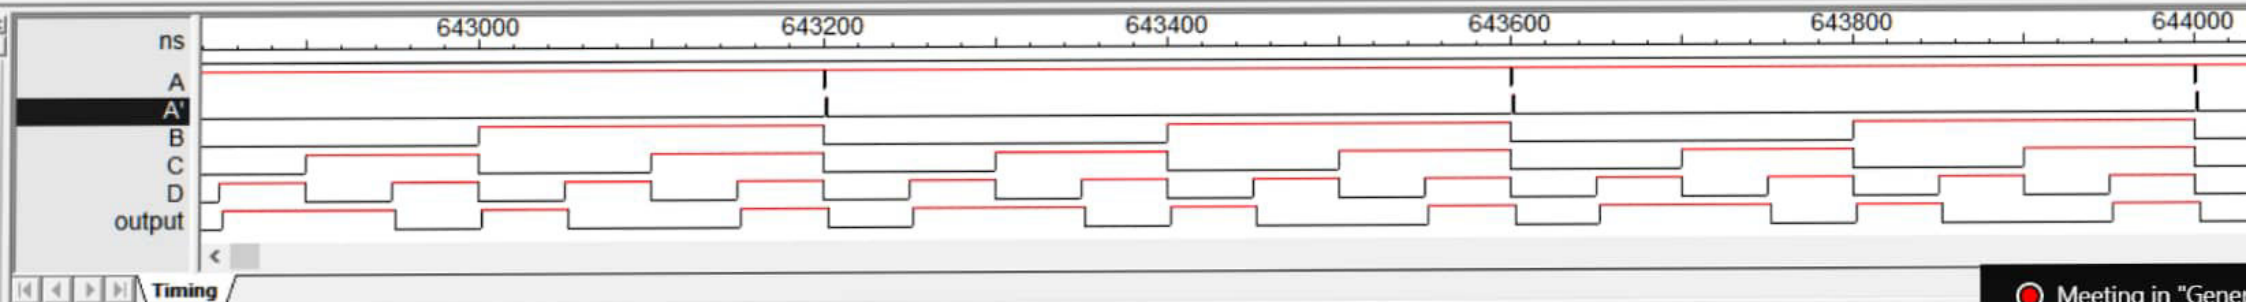 643000 643200 643400 643600 643800 644000
ns
A
A'
B
C
D
output
<
Timing
Meeting in "Gener